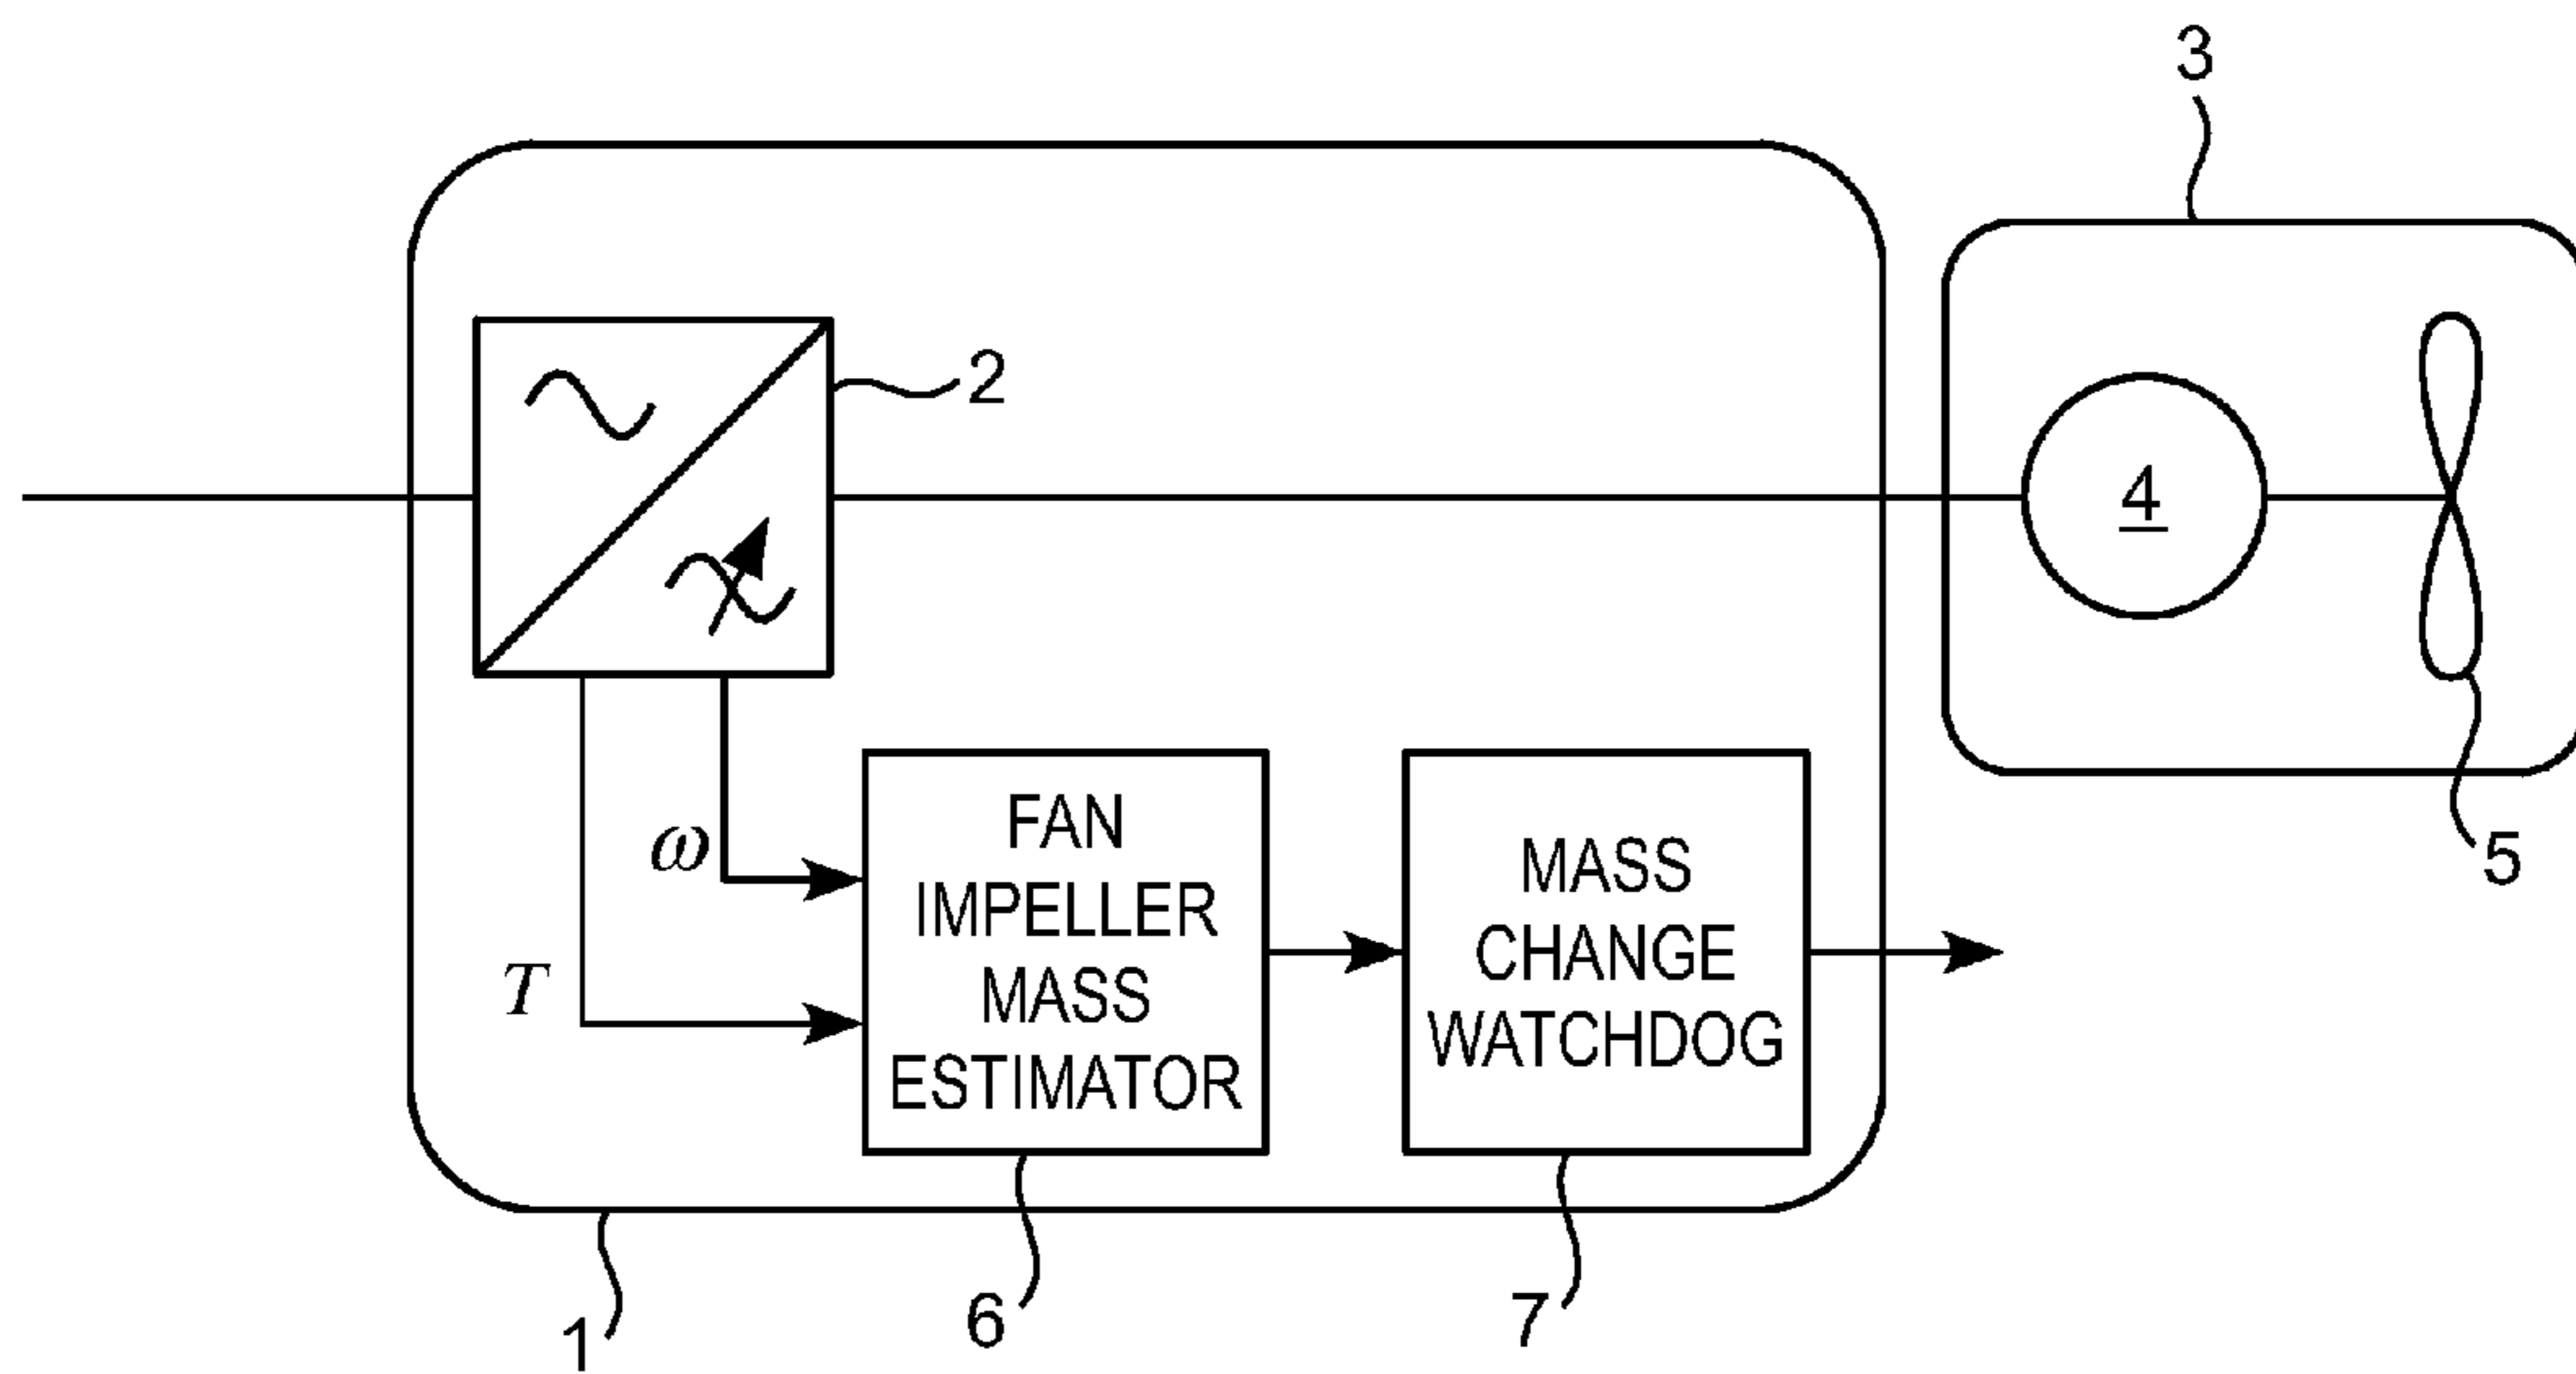 3
2
4
ω
T
FAN
IMPELLER
MASS
ESTIMATOR
MASS
CHANGE
WATCHDOG
5
1
6
7